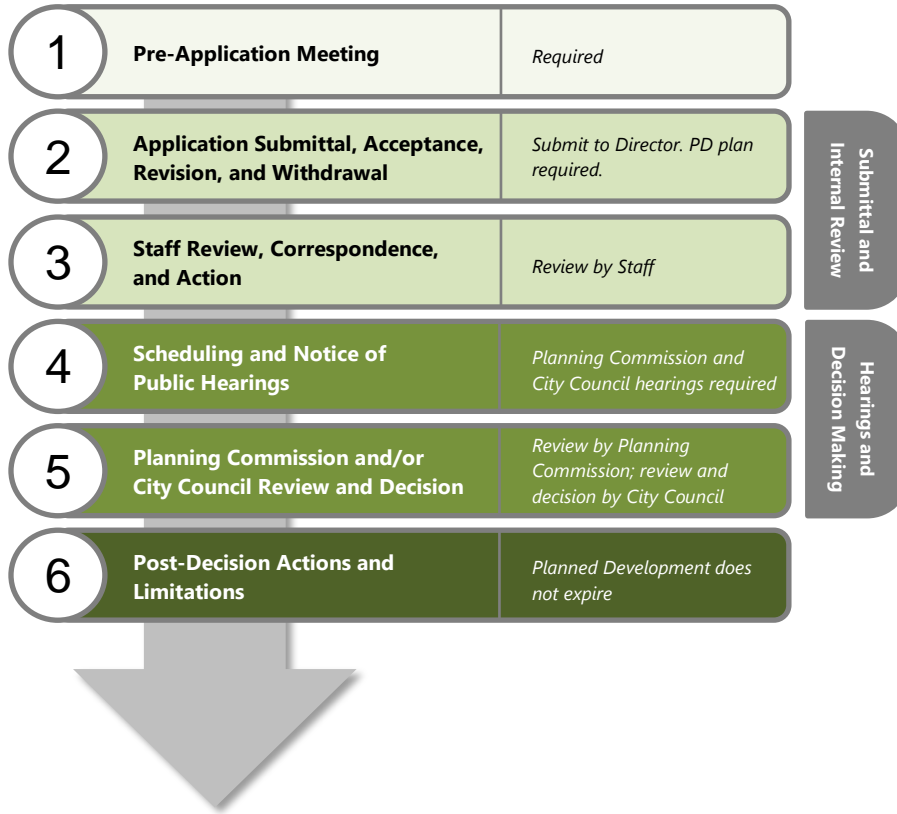 1
Pre-Application Meeting
Required
2
Application Submittal, Acceptance,
Revision, and Withdrawal
Submit to Director. PD plan
required.
3
Staff Review, Correspondence,
and Action
Review by Staff
Submittal and
Internal Review
4
Scheduling and Notice of
Public Hearings
Planning Commission and
City Council hearings required
5
Planning Commission and/or
City Council Review and Decision
Review by Planning
Commission; review and
decision by City Council
Hearings and
Decision Making
6
Post-Decision Actions and
Limitations
Planned Development does
not expire